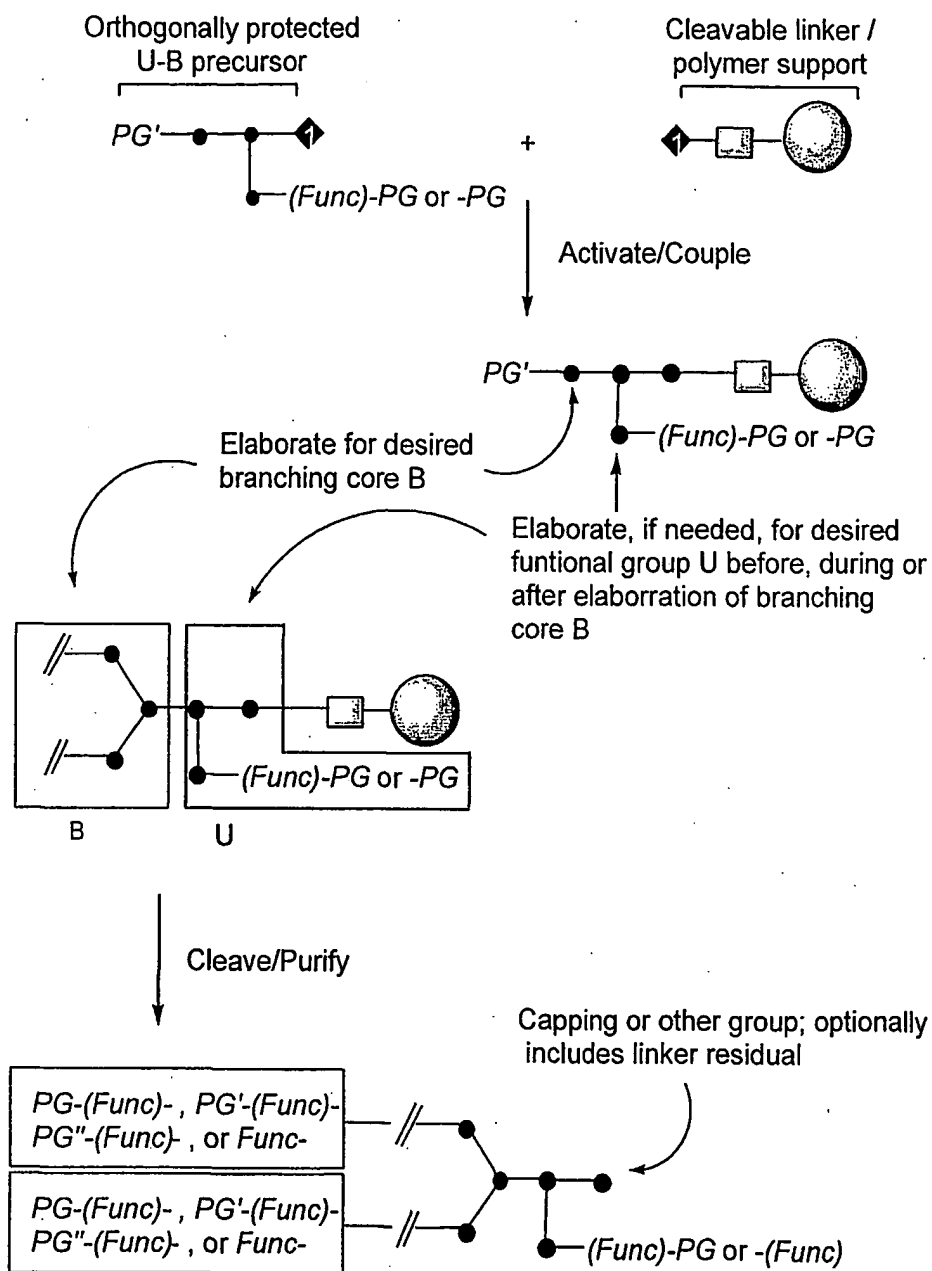 Orthogonally protected
U-B precursor
Cleavable linker /
polymer support
PG'
1
+
1
(Func)-PG or -PG
Activate/Couple
PG'
(Func)-PG or -PG
Elaborate for desired
branching core B
Elaborate, if needed, for desired
funtional group U before, during or
after elaborration of branching
core B
(Func)-PG or -PG
B
U
Cleave/Purify
Capping or other group; optionally
includes linker residual
PG-(Func)- , PG'-(Func)-
PG"-(Func)- , or Func-
PG-(Func)- , PG'-(Func)-
PG"-(Func)- , or Func-
(Func)-PG or -(Func)